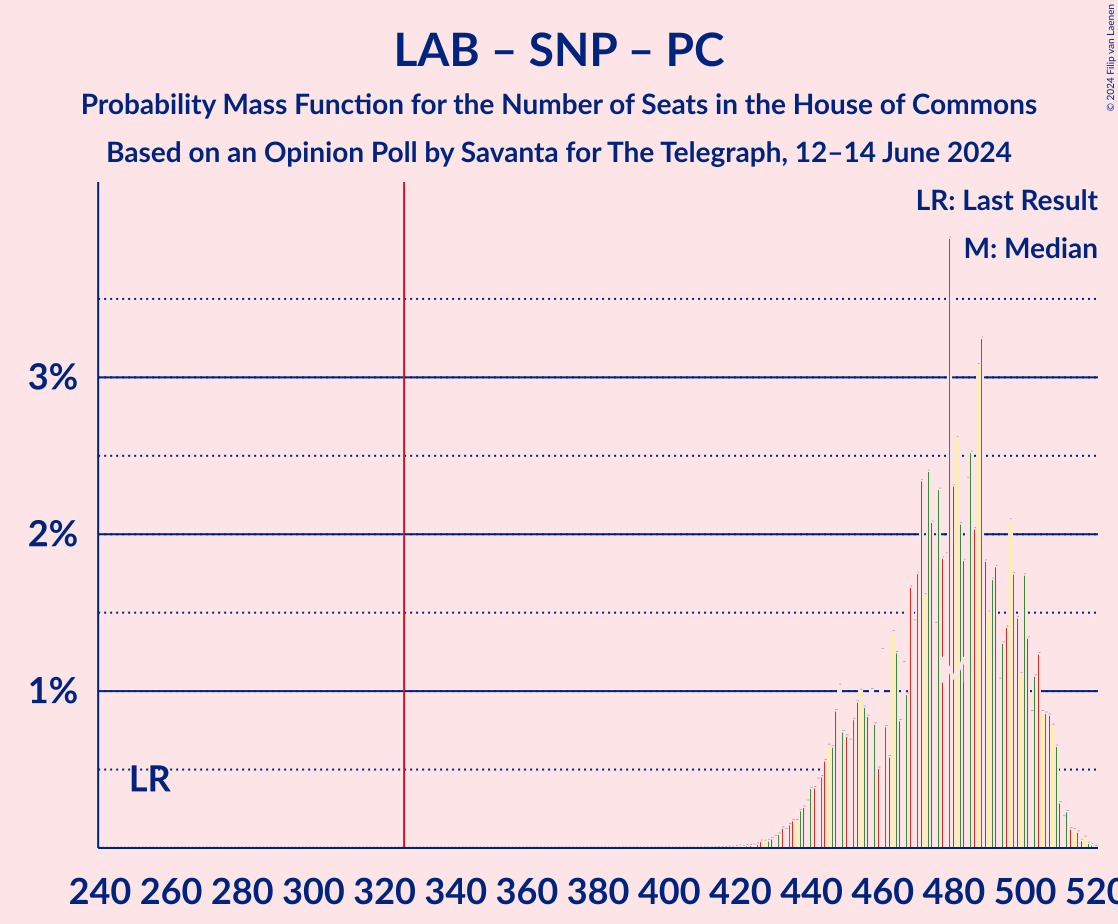 LAB – SNP – PC
Probability Mass Function for the Number of Seats in the House of Commons
Based on an Opinion Poll by Savanta for The Telegraph, 12–14 June 2024
© 2024 Filip van Laenen
LR: Last Result
M: Median
3%
2%
1%
LR
240 260 280 300 320 340 360 380 400 420 440 460 480 500 520